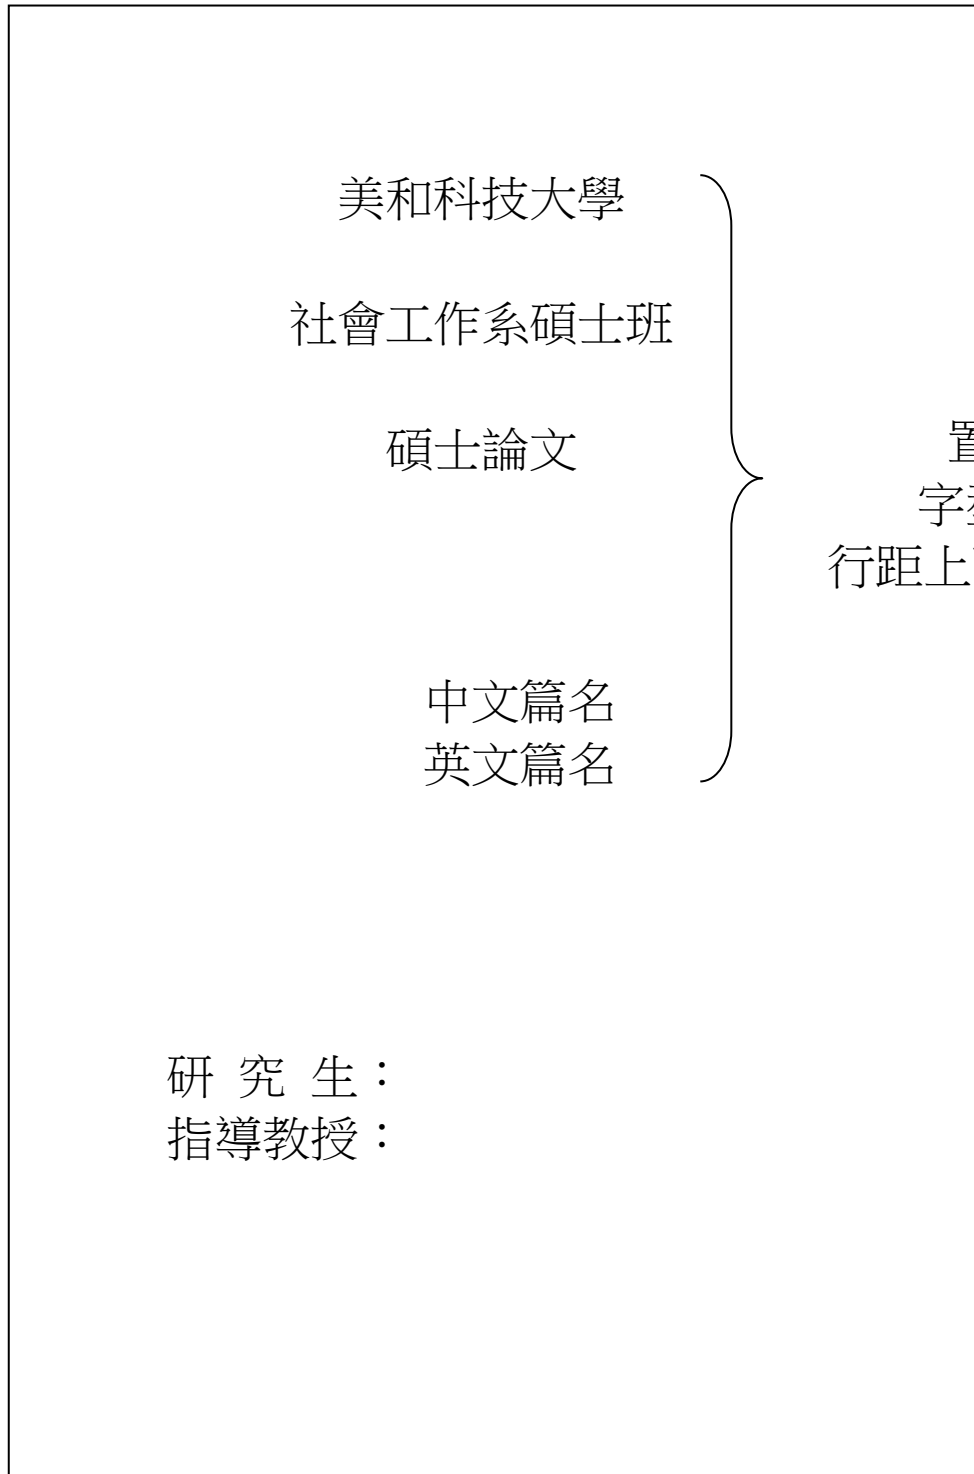 美和科技大學
社會工作系碩士班
碩士論文
字
行距上
中文篇名
英文篇名
研 究 生：
指導教授：